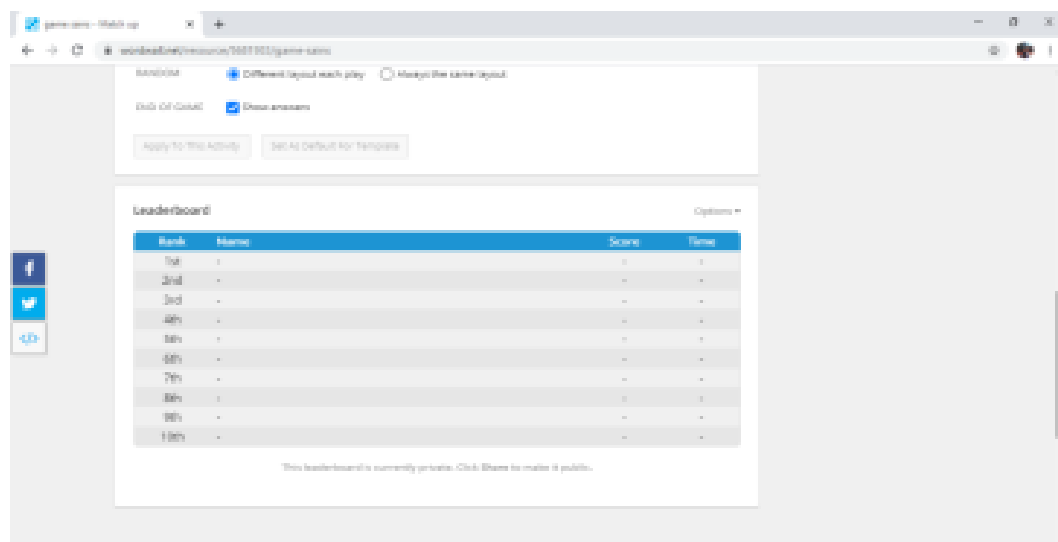 game sains - Match up
RANDOM Different layout each play Always the same layout
END OF GAME Show answers
Apply To This Activity Set As Default For Template
Leaderboard Options
Rank Name Score Time
1st - - -
2nd - - -
3rd - - -
4th - - -
5th - - -
6th - - -
7th - - -
8th - - -
9th - - -
10th - - -
This leaderboard is currently private. Click Share to make it public.